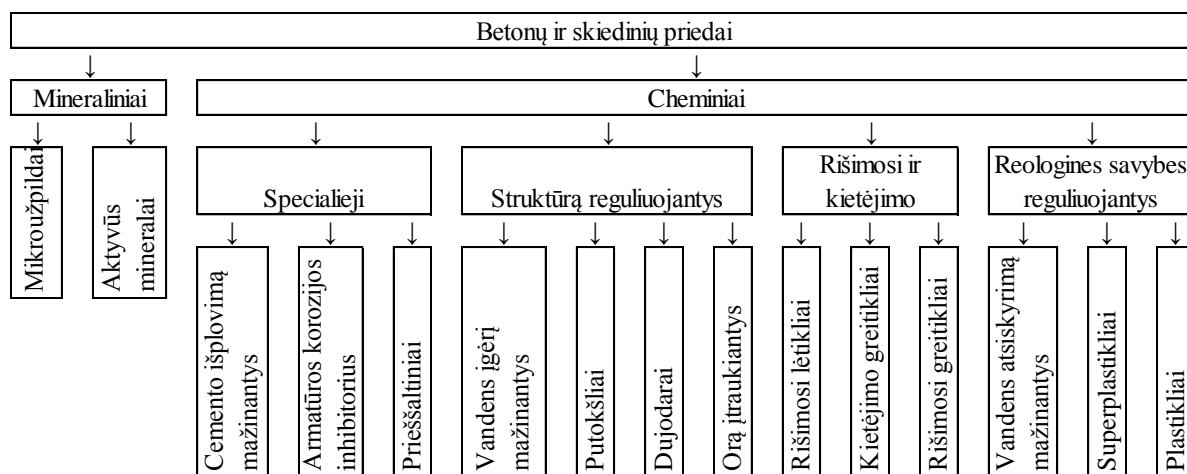 Betonų ir skiedinių priedai
Mineraliniai
Cheminiai
Mikroužpildai
Aktyvūs
mineralai
Specialieji
Struktūrą reguliuojantys
Rišimosi ir
kietėjimo
Reologines savybes
reguliuojantys
Cemento išplovimą
mažinantys
Armatūros korozijos
inhibitorius
Prieššaltiniai
Vandens įgėrį
mažinantys
Putokšliai
Dujodarai
Orą įtraukiantys
Rišimosi lėtikliai
Kietėjimo greitikliai
Rišimosi greitikliai
Vandens atsiskyrimą
mažinantys
Superplastikliai
Plastikliai